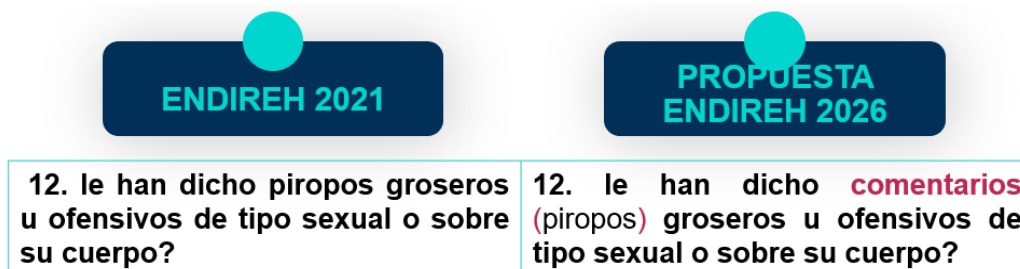 ENDIREH 2021
PROPUESTA
ENDIREH 2026
12. le han dicho piropos groseros
u ofensivos de tipo sexual o sobre
su cuerpo?
12. le han dicho comentarios
(piropos) groseros u ofensivos de
tipo sexual o sobre su cuerpo?